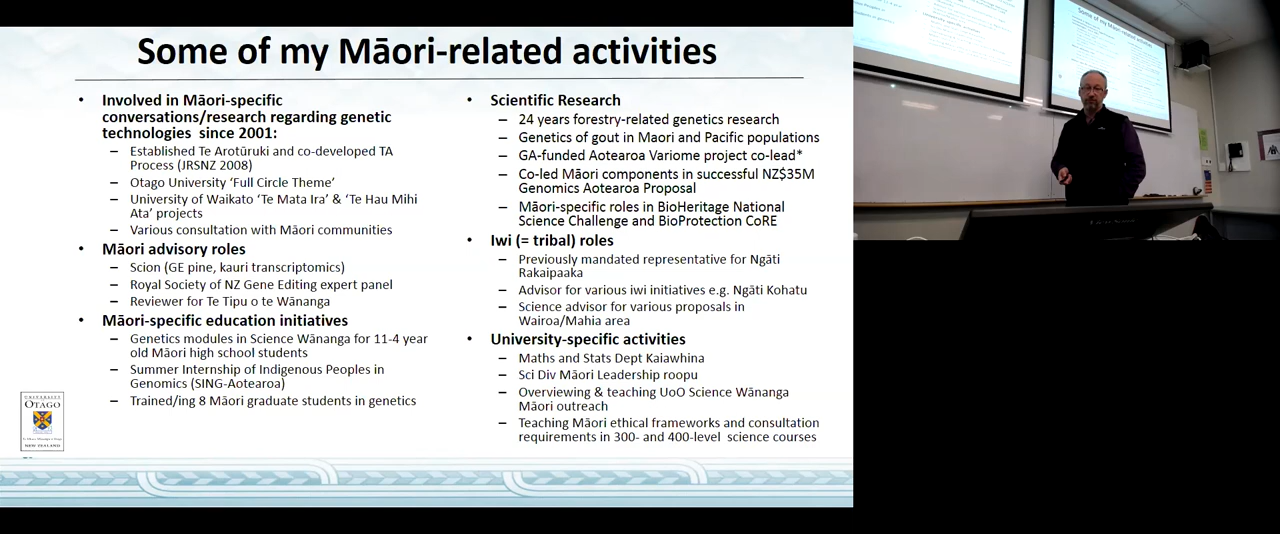 Some of my Māori-related activities
• Involved in Māori-specific
conversations/research regarding genetic
technologies since 2001:
– Established Te Arotūruki and co-developed TA
Process (JRSNZ 2008)
– Otago University ‘Full Circle Theme’
– University of Waikato ‘Te Mata Ira’ & ‘Te Hau Mihi
Ata’ projects
– Various consultation with Māori communities
• Māori advisory roles
– Scion (GE pine, kauri transcriptomics)
– Royal Society of NZ Gene Editing expert panel
– Reviewer for Te Tipu o te Wānanga
• Māori-specific education initiatives
– Genetics modules in Science Wānanga for 11-4 year
old Māori high school students
– Summer Internship of Indigenous Peoples in
Genomics (SING-Aotearoa)
– Trained/ing 8 Māori graduate students in genetics
• Scientific Research
– 24 years forestry-related genetics research
– Genetics of gout in Maori and Pacific populations
– GA-funded Aotearoa Variome project co-lead*
– Co-led Māori components in successful NZ$35M
Genomics Aotearoa Proposal
– Māori-specific roles in BioHeritage National
Science Challenge and BioProtection CoRE
• Iwi (= tribal) roles
– Previously mandated representative for Ngāti
Rakaipaaka
– Advisor for various iwi initiatives e.g. Ngāti Kohatu
– Science advisor for various proposals in
Wairoa/Mahia area
• University-specific activities
– Maths and Stats Dept Kaiawhina
– Sci Div Māori Leadership roopu
– Overviewing & teaching UoO Science Wānanga
Māori outreach
– Teaching Māori ethical frameworks and consultation
requirements in 300- and 400-level science courses
UNIVERSITY
OTAGO
NEW ZEALAND
Some of my Māori-related activities